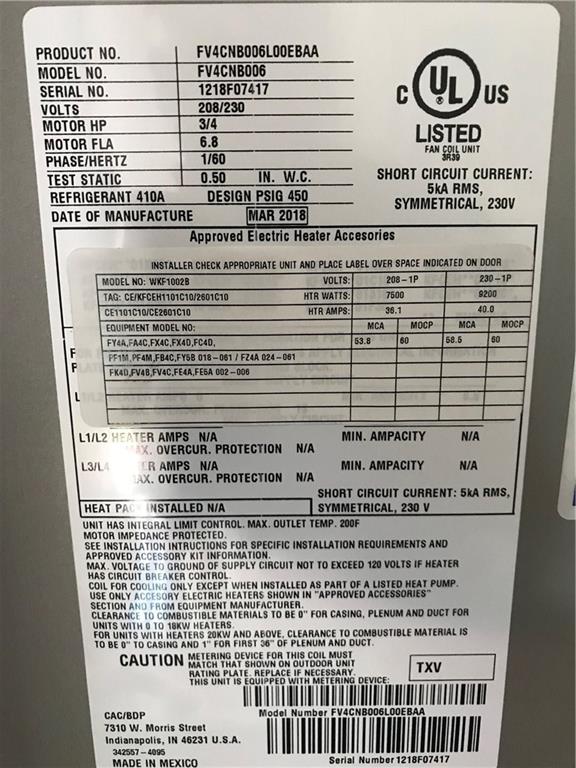 PRODUCT NO. FV4CNB006L00EBAA
MODEL NO. FV4CNB006
SERIAL NO. 1218F07417
VOLTS 208/230
MOTOR HP 3/4
MOTOR FLA 6.8
PHASE/HERTZ 1/60
TEST STATIC 0.50 IN. W.C.
REFRIGERANT 410A DESIGN PSIG 450
DATE OF MANUFACTURE MAR 2018
C UL US
®
LISTED
FAN COIL UNIT
3R39
SHORT CIRCUIT CURRENT:
5kA RMS,
SYMMETRICAL, 230V
Approved Electric Heater Accesories
INSTALLER CHECK APPROPRIATE UNIT AND PLACE LABEL OVER SPACE INDICATED ON DOOR
MODEL NO: WKF1002B VOLTS: 208-1P 230-1P
TAG: CE/KFCEH1101C10/2601C10 HTR WATTS: 7500 9200
CE1101C10/CE2601C10 HTR AMPS: 36.1 40.0
EQUIPMENT MODEL NO: MCA MOCP MCA MOCP
FY4A,FA4C,FX4C,FX4D,FC4D, 53.8 60 58.5 60
PF1M,PF4M,FB4C,FY5B 018-061 / FZ4A 024-061
FK4D,FV4B,FV4C,FE4A,FE5A 002-006
L1/L2 HEATER AMPS N/A MIN. AMPACITY N/A
MAX. OVERCUR. PROTECTION N/A
L3/L4 TER AMPS N/A MIN. AMPACITY N/A
MAX. OVERCUR. PROTECTION N/A
SHORT CIRCUIT CURRENT: 5kA RMS,
HEAT PAC INSTALLED N/A SYMMETRICAL, 230 V
UNIT HAS INTEGRAL LIMIT CONTROL. MAX. OUTLET TEMP. 200F
MOTOR IMPEDANCE PROTECTED.
SEE INSTALLATION INTRUCTIONS FOR SPECIFIC INSTALLATION REQUIREMENTS AND
APPROVED ACCESSORY KIT INFORMATION.
MAX. VOLTAGE TO GROUND OF SUPPLY CIRCUIT NOT TO EXCEED 120 VOLTS IF HEATER
HAS CIRCUIT BREAKER CONTROL.
COIL FOR COOLING ONLY EXCEPT WHEN INSTALLED AS PART OF A LISTED HEAT PUMP.
USE ONLY ACCESORY ELECTRIC HEATERS SHOWN IN "APPROVED ACCESSORIES"
SECTION AND FROM EQUIPMENT MANUFACTURER.
CLEARANCE TO COMBUSTIBLE MATERIALS TO BE 0" FOR CASING, PLENUM AND DUCT FOR
UNITS WITH 0 TO 18KW HEATERS.
FOR UNITS WITH HEATERS 20KW AND ABOVE, CLEARANCE TO COMBUSTIBLE MATERIAL IS
TO BE 0" TO CASING AND 1" FOR FIRST 36" OF PLENUM AND DUCT.
CAUTION METERING DEVICE FOR THIS COIL MUST
MATCH THAT SHOWN ON OUTDOOR UNIT
RATING PLATE. REPLACE IF NECESSARY.
THIS UNIT IS EQUIPPED WITH METERING DEVICE:
TXV
Model Number FV4CNB006L00EBAA
CAC/BDP
7310 W. Morris Street
Indianapolis, IN 46231 U.S.A.
342557-4095
MADE IN MEXICO
Serial Number 1218F07417